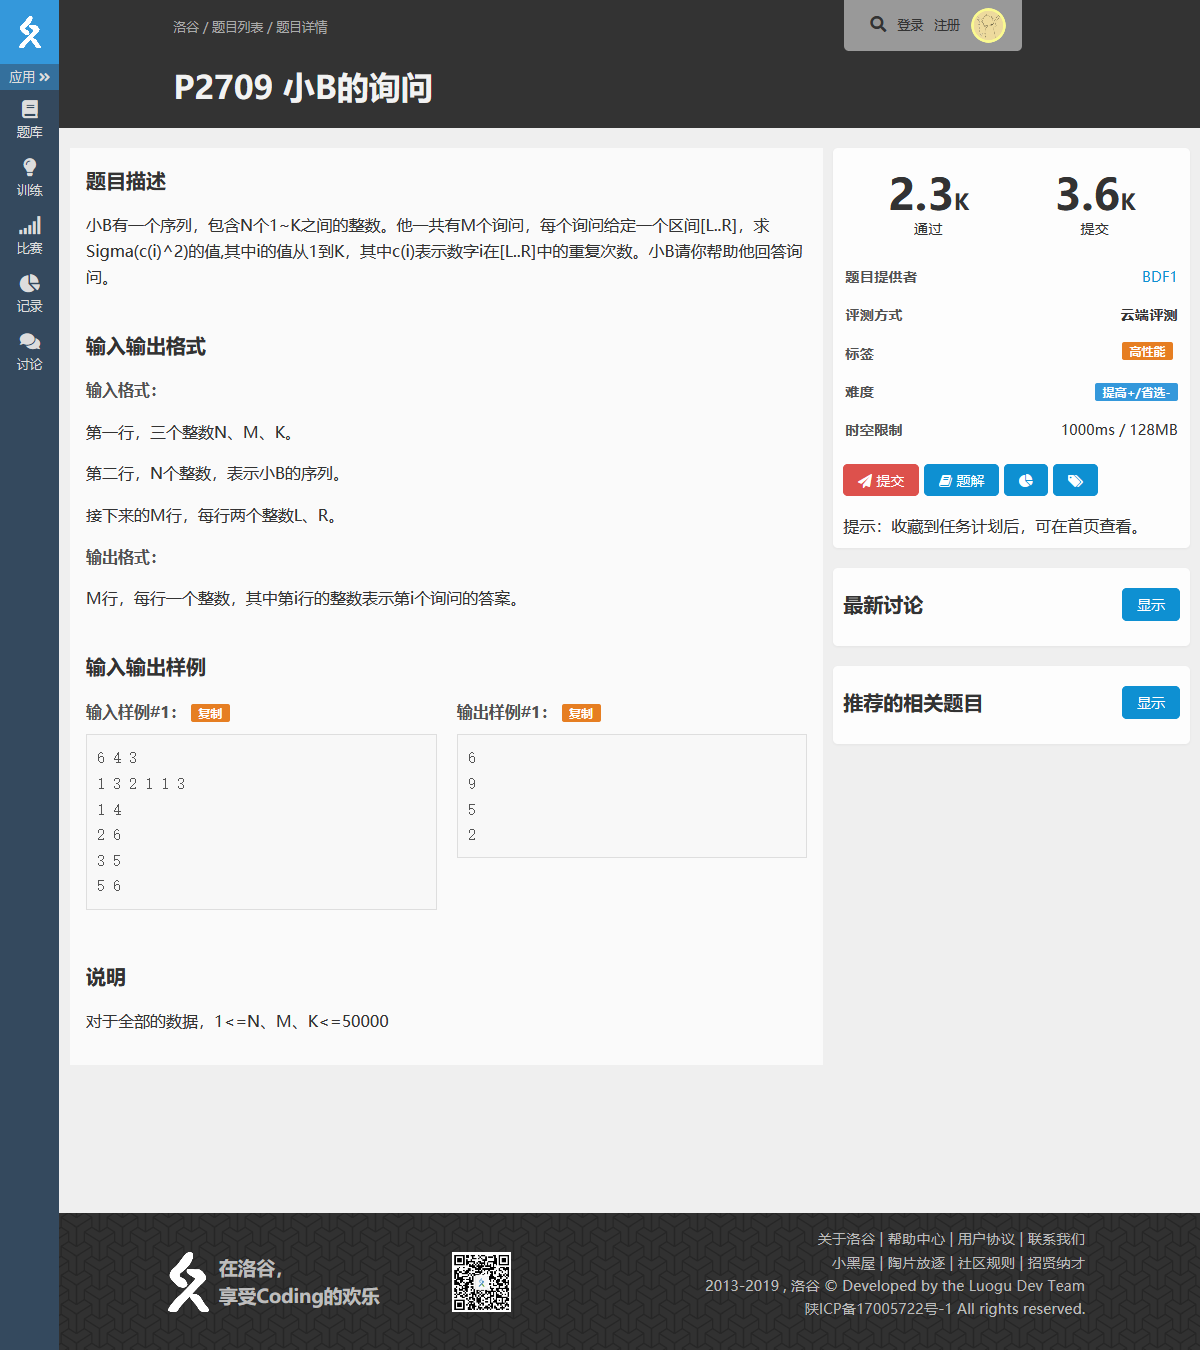 洛谷 / 题目列表 / 题目详情
登录 注册
应用
P2709 小B的询问
题库
训练
比赛
记录
讨论
题目描述
小B有一个序列，包含N个1~K之间的整数。他一共有M个询问，每个询问给定一个区间[L..R]，求
Sigma(c(i)^2)的值,其中i的值从1到K，其中c(i)表示数字i在[L..R]中的重复次数。小B请你帮助他回答询
问。
输入输出格式
输入格式：
第一行，三个整数N、M、K。
第二行，N个整数，表示小B的序列。
接下来的M行，每行两个整数L、R。
输出格式：
M行，每行一个整数，其中第i行的整数表示第i个询问的答案。
输入输出样例
输入样例#1： 复制
6 4 3
1 3 2 1 1 3
1 4
2 6
3 5
5 6
输出样例#1： 复制
6
9
5
2
说明
对于全部的数据，1<=N、M、K<=50000
2.3K
通过
3.6K
提交
题目提供者 BDF1
评测方式 云端评测
标签 高性能
难度 提高+/省选-
时空限制 1000ms / 128MB
提交 题解
提示：收藏到任务计划后，可在首页查看。
最新讨论 显示
推荐的相关题目 显示
在洛谷，
享受Coding的欢乐
关于洛谷 | 帮助中心 | 用户协议 | 联系我们
小黑屋 | 陶片放逐 | 社区规则 | 招贤纳才
2013-2019 , 洛谷 © Developed by the Luogu Dev Team
陕ICP备17005722号-1 All rights reserved.